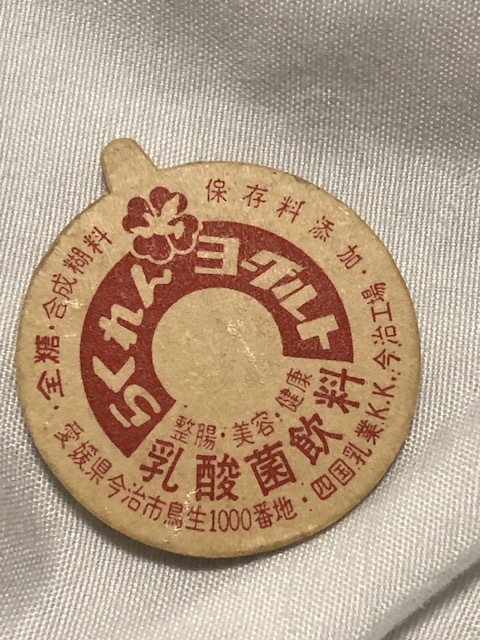 らくれん ヨーグルト
整腸・美容・健康
乳酸菌飲料
・全糖・合成糊料
保存料添加・
愛媛県今治市鳥生1000番地・四国乳業K.K.今治工場